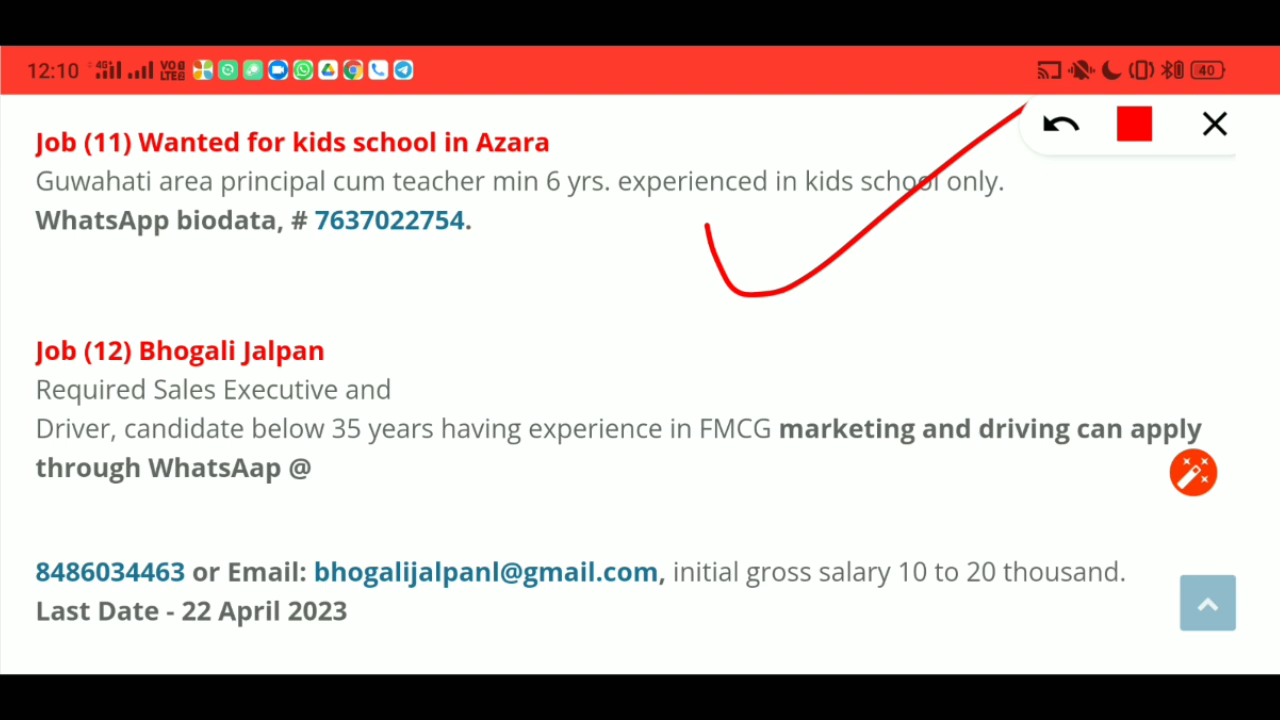 12:10 4G+ VO LTE 40
Job (11) Wanted for kids school in Azara
Guwahati area principal cum teacher min 6 yrs. experienced in kids school only.
WhatsApp biodata, # 7637022754.
Job (12) Bhogali Jalpan
Required Sales Executive and
Driver, candidate below 35 years having experience in FMCG marketing and driving can apply
through WhatsAap @
8486034463 or Email: bhogalijalpanl@gmail.com, initial gross salary 10 to 20 thousand.
Last Date - 22 April 2023